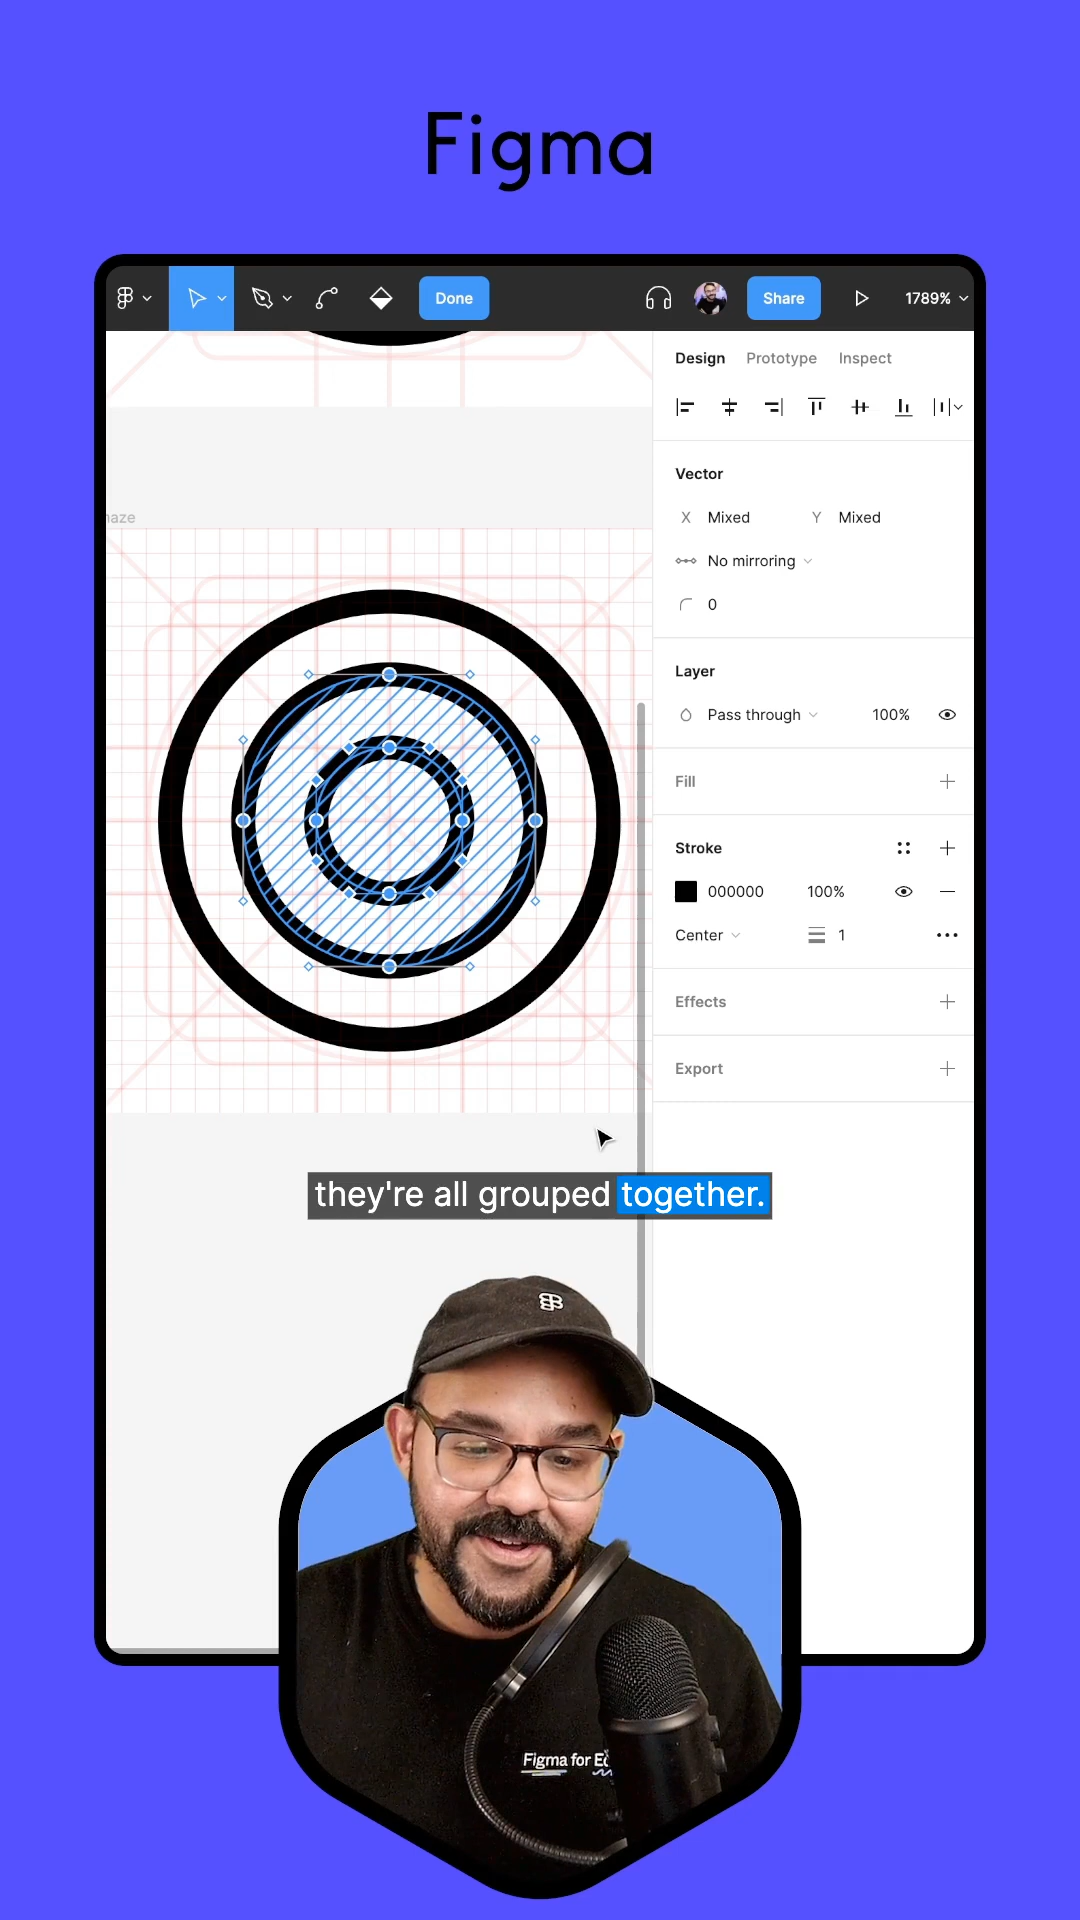 Figma
Done
Share
1789%
Design Prototype Inspect
Vector
X Mixed Y Mixed
No mirroring
0
Layer
Pass through 100%
Fill
Stroke
000000 100%
Center 1
Effects
Export
they're all grouped together.
Figma for